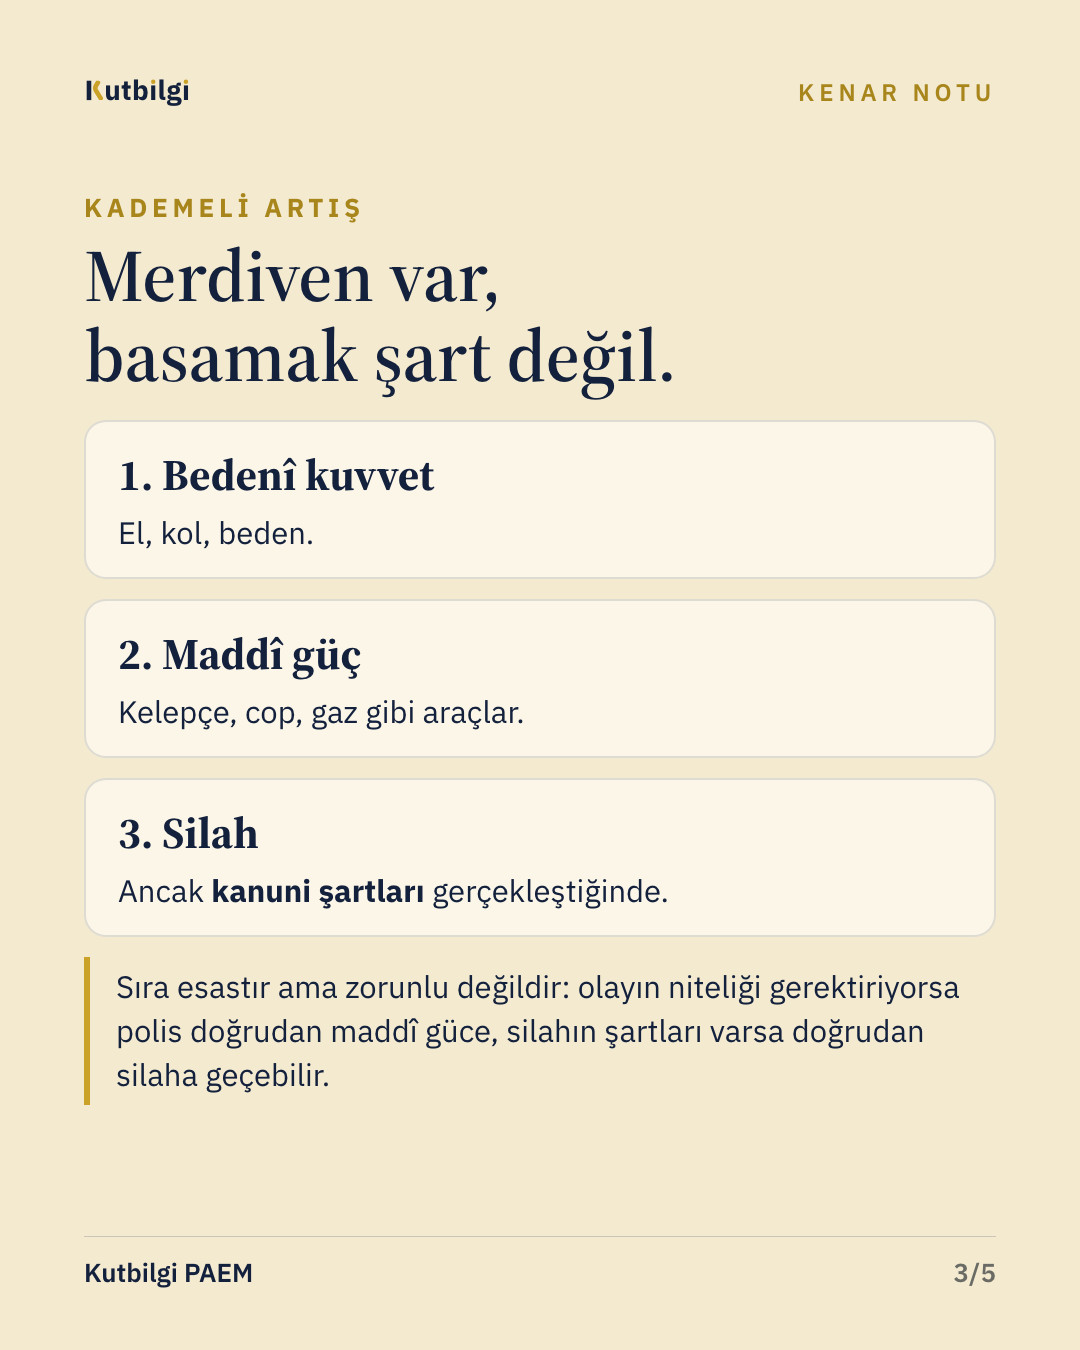 Kutbilgi
KENAR NOTU
KADEMELİ ARTIŞ
Merdiven var,
basamak şart değil.
1. Bedenî kuvvet
El, kol, beden.
2. Maddî güç
Kelepçe, cop, gaz gibi araçlar.
3. Silah
Ancak kanuni şartları gerçekleştiğinde.
Sıra esastır ama zorunlu değildir: olayın niteliği gerektiriyorsa
polis doğrudan maddî güce, silahın şartları varsa doğrudan
silaha geçebilir.
Kutbilgi PAEM
3/5